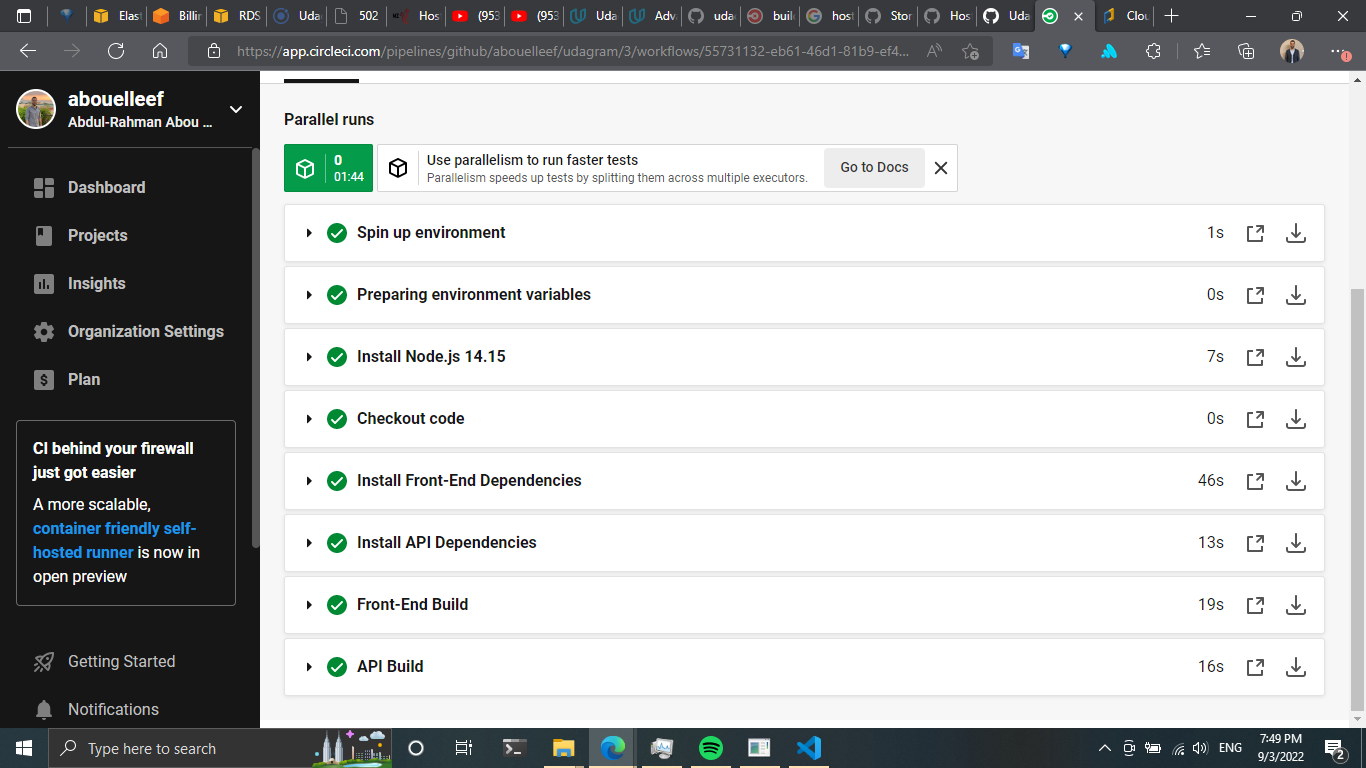 Elast
Billin
RDS
Uda
502
Hos
(953
(953
Uda
Adva
udac
build
host
Stor
Hos
Uda
Clou
https://app.circleci.com/pipelines/github/abouelleef/udagram/3/workflows/55731132-eb61-46d1-81b9-ef4...
abouelleef
Abdul-Rahman Abou ...
Dashboard
Projects
Insights
Organization Settings
Plan
CI behind your firewall
just got easier
A more scalable,
container friendly self-
hosted runner is now in
open preview
Getting Started
Notifications
Parallel runs
0
01:44
Use parallelism to run faster tests
Parallelism speeds up tests by splitting them across multiple executors.
Go to Docs
Spin up environment 1s
Preparing environment variables 0s
Install Node.js 14.15 7s
Checkout code 0s
Install Front-End Dependencies 46s
Install API Dependencies 13s
Front-End Build 19s
API Build 16s
Type here to search
ENG
7:49 PM
9/3/2022
2